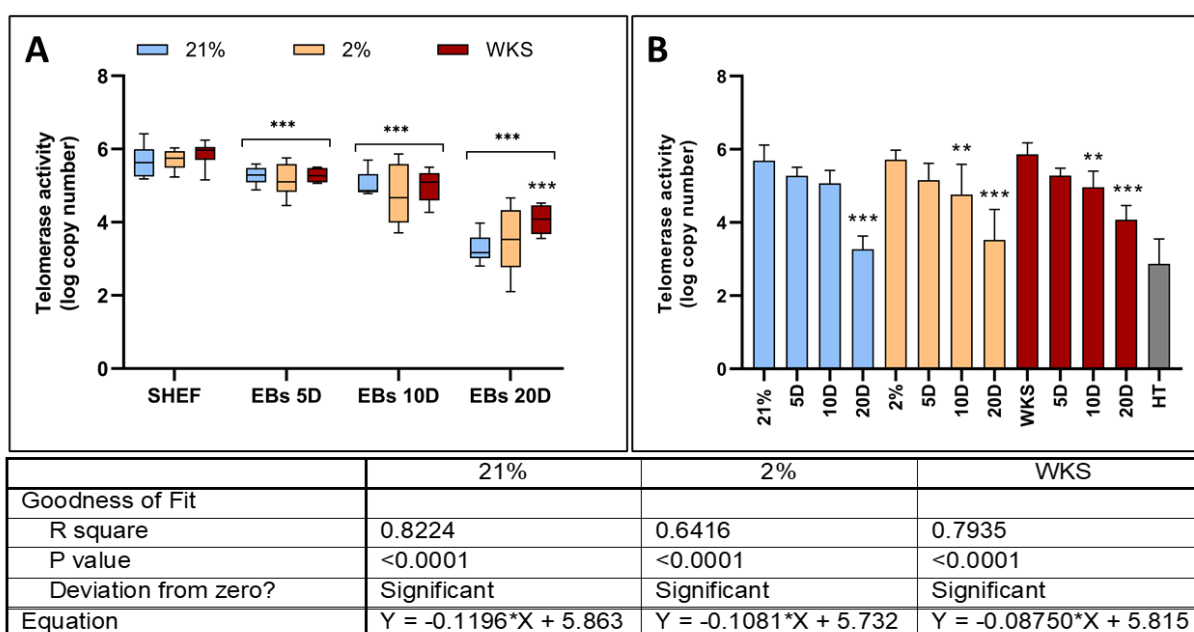 A
21%
2%
WKS
Telomerase activity
(log copy number)
8
6
4
2
0
***
***
***
***
SHEF
EBs 5D
EBs 10D
EBs 20D
B
Telomerase activity
(log copy number)
8
6
4
2
0
***
**
***
**
***
21%
5D
10D
20D
2%
5D
10D
20D
WKS
5D
10D
20D
HT
21% 2% WKS
Goodness of Fit
R square 0.8224 0.6416 0.7935
P value <0.0001 <0.0001 <0.0001
Deviation from zero? Significant Significant Significant
Equation Y = -0.1196*X + 5.863 Y = -0.1081*X + 5.732 Y = -0.08750*X + 5.815